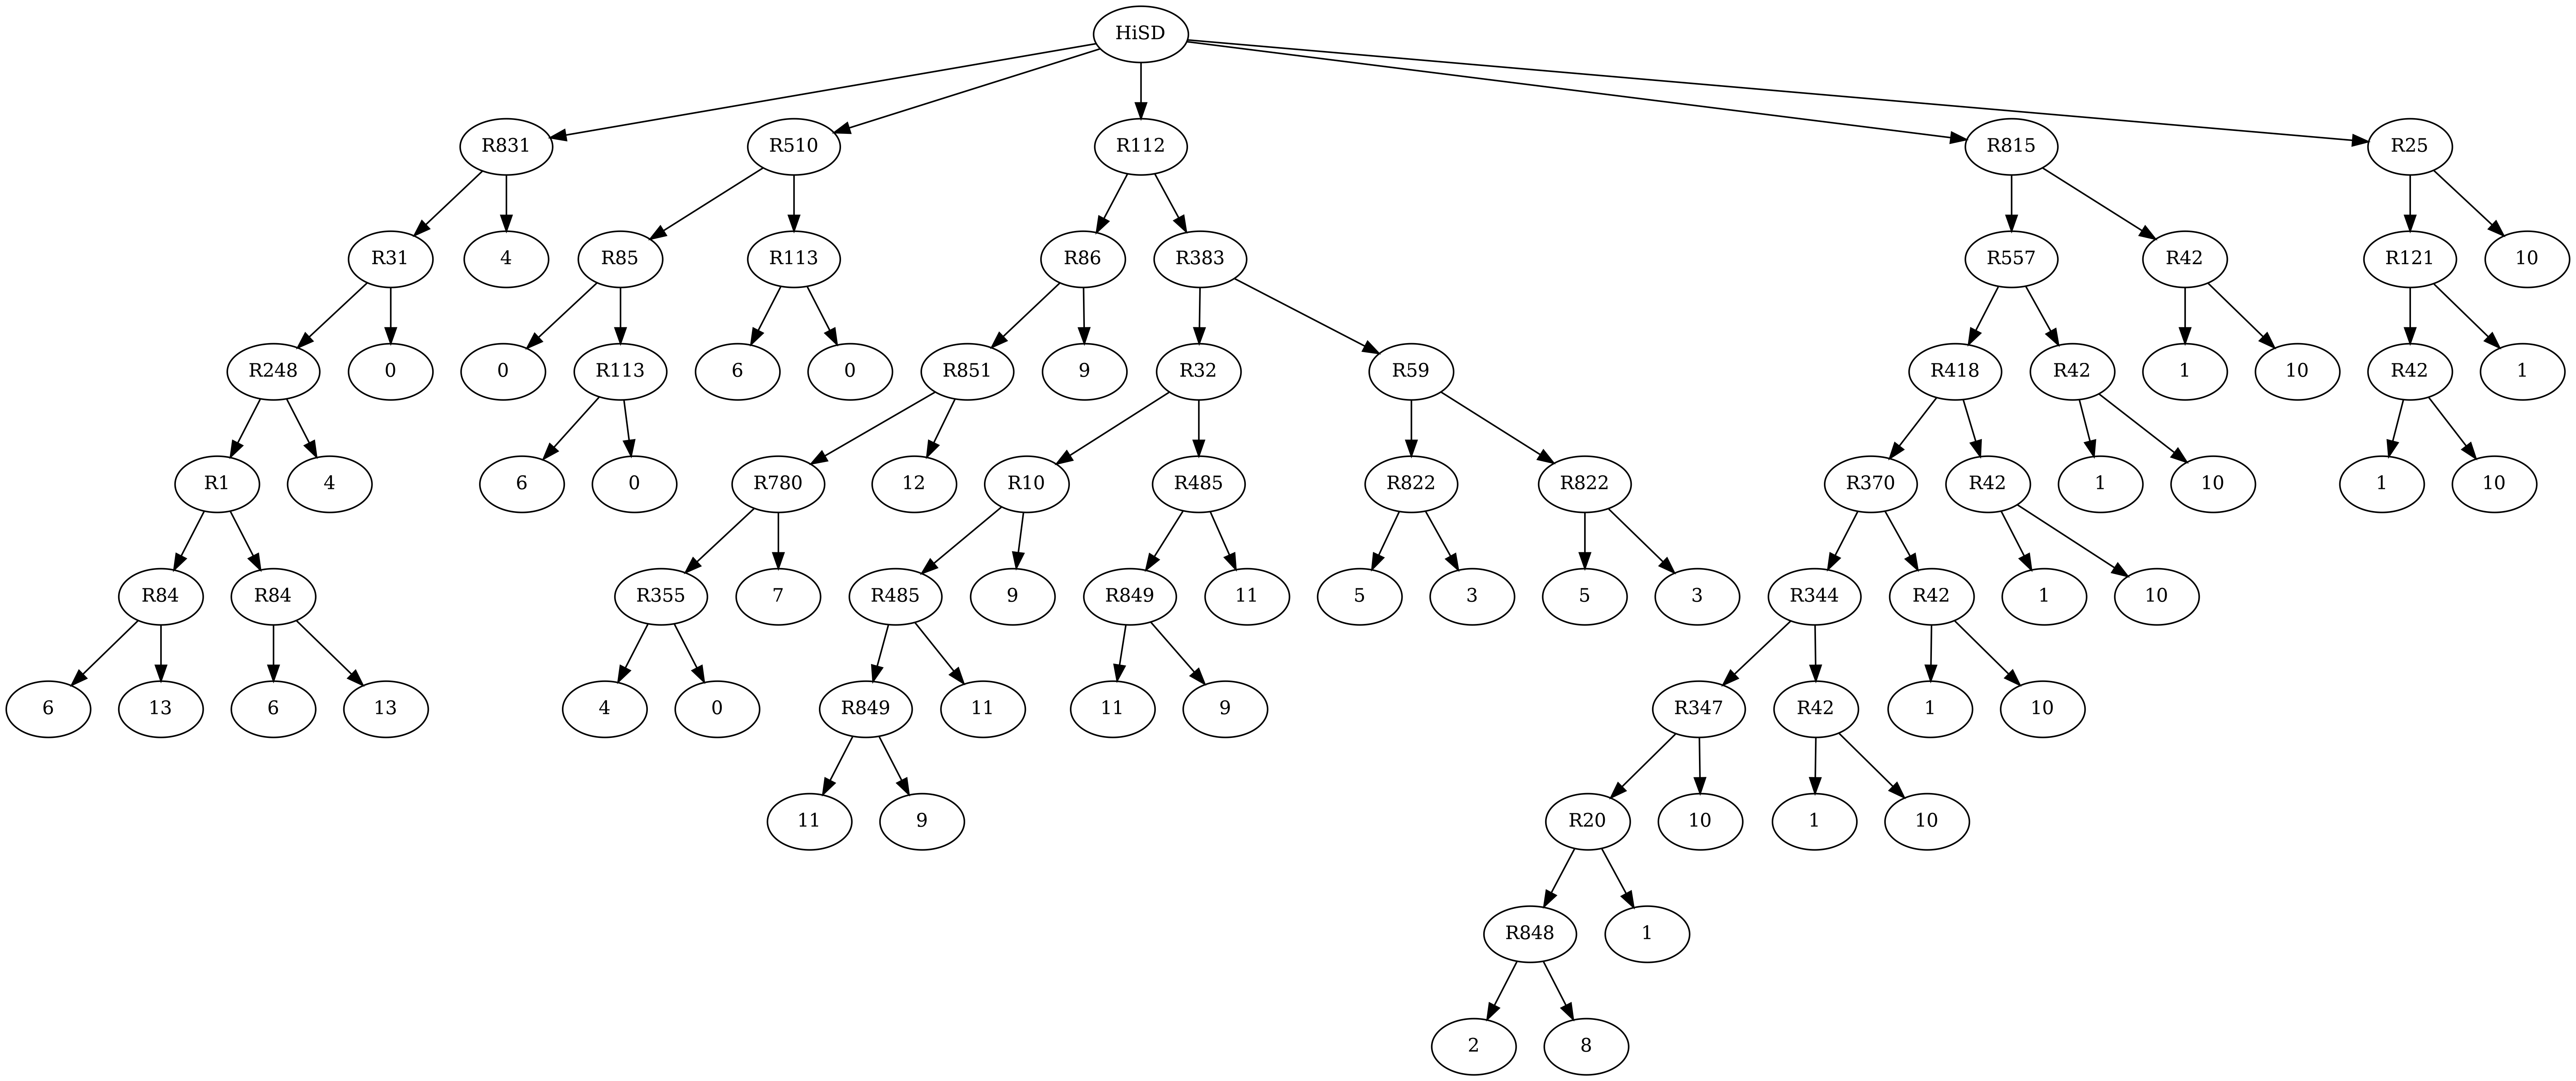 HiSD
R831 R510 R112 R815 R25
R31 4 R85 R113 R86 R383 R557 R42 R121 10
R248 0 0 R113 6 0 R851 9 R32 R59 R418 R42 1 10 R42 1
R1 4 6 0 R780 12 R10 R485 R822 R822 R370 R42 1 10 1 10
R84 R84 R355 7 R485 9 R849 11 5 3 5 3 R344 R42 1 10
6 13 6 13 4 0 R849 11 11 9 R347 R42 1 10
11 9 R20 10 1 10
R848 1
2 8